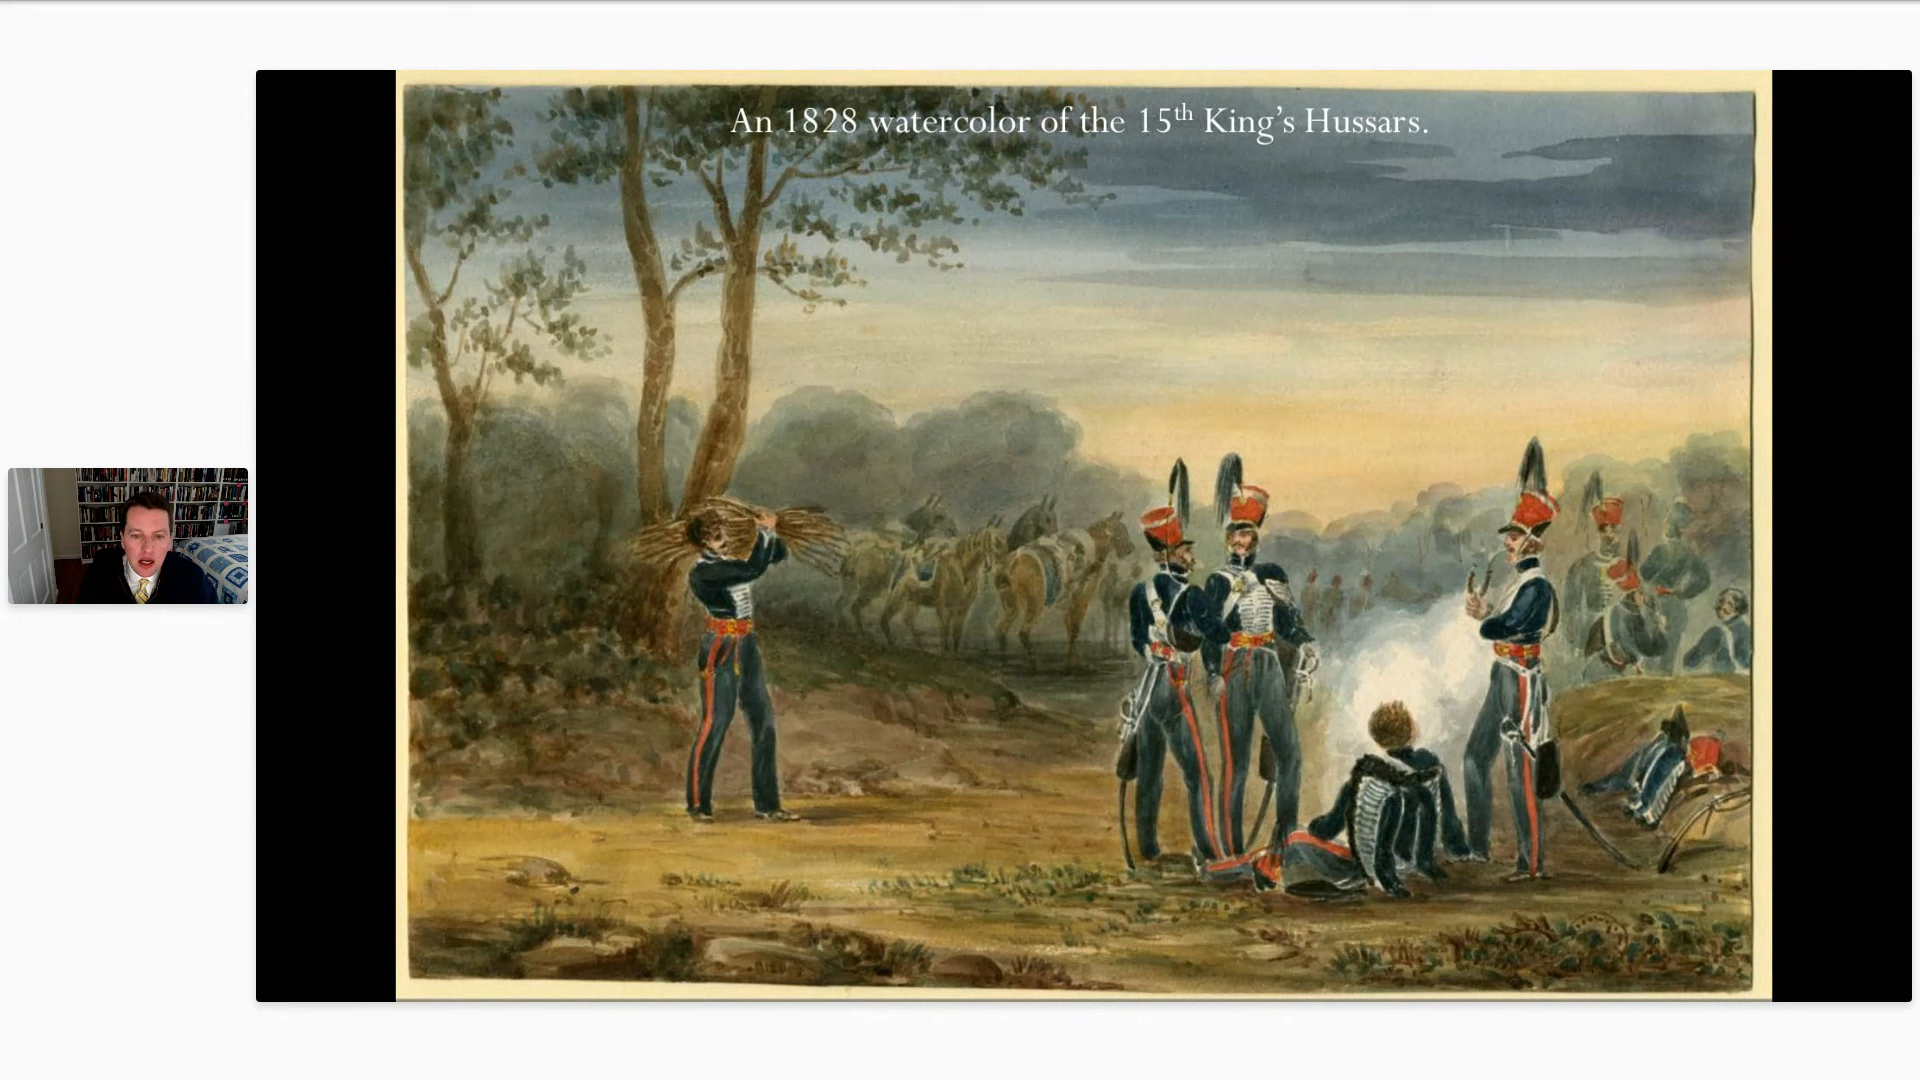 An 1828 watercolor of the 15th King’s Hussars.